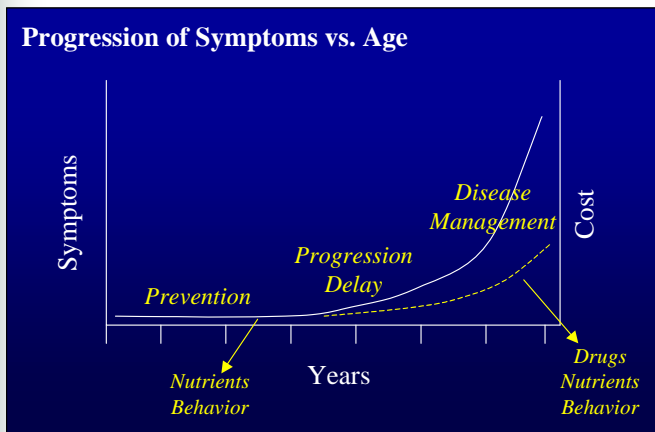 Progression of Symptoms vs. Age
Symptoms
Cost
Disease
Management
Progression
Delay
Prevention
Nutrients
Behavior
Years
Drugs
Nutrients
Behavior